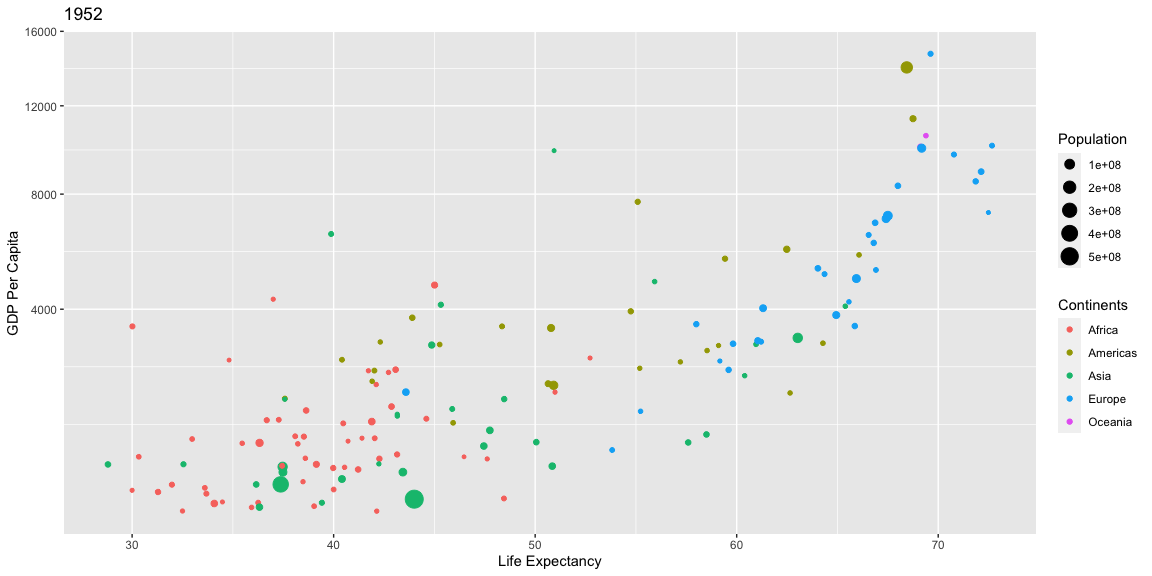 1952
16000
12000
8000
4000
GDP Per Capita
30 40 50 60 70
Life Expectancy
Population
1e+08
2e+08
3e+08
4e+08
5e+08
Continents
Africa
Americas
Asia
Europe
Oceania